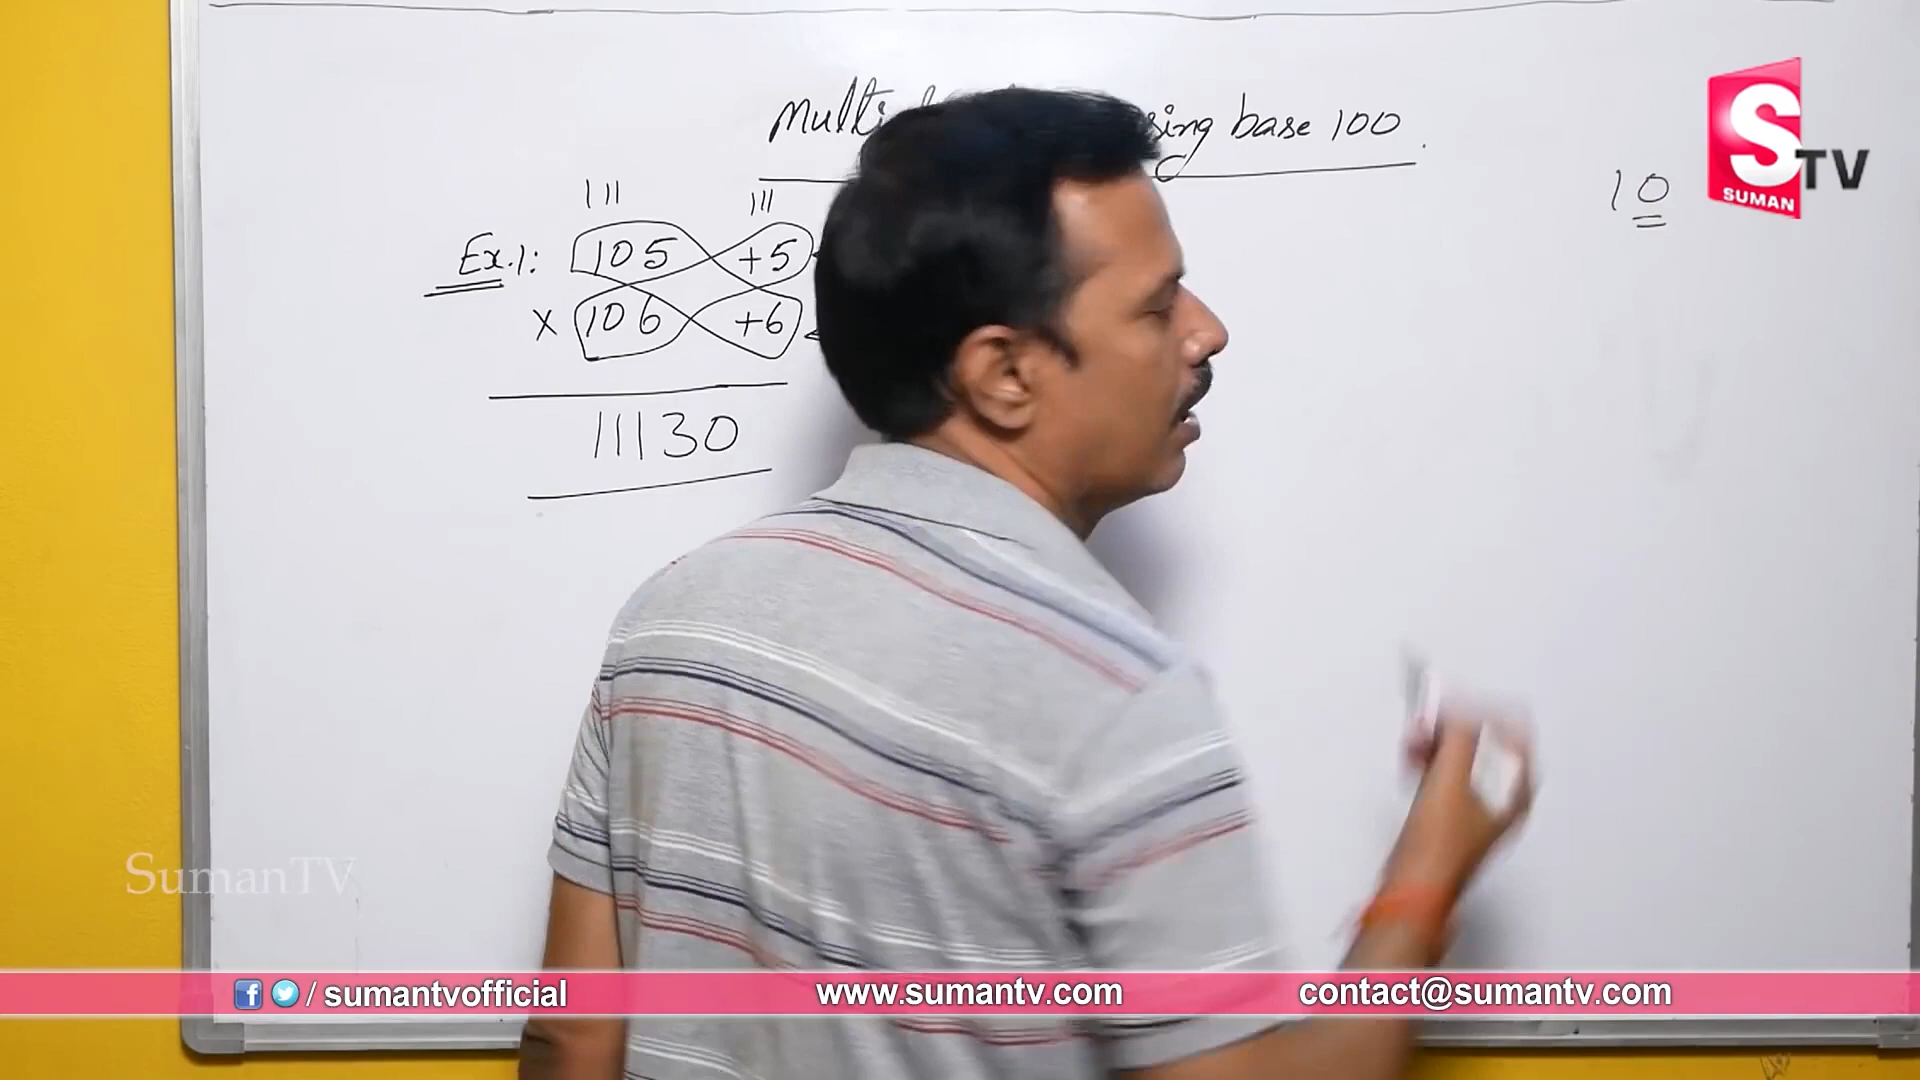 Multi sing base 100
10
111 111
Ex.1: 105 +5
x 106 +6
11130
S TV
SUMAN
SumanTV
/ sumantvofficial www.sumantv.com contact@sumantv.com